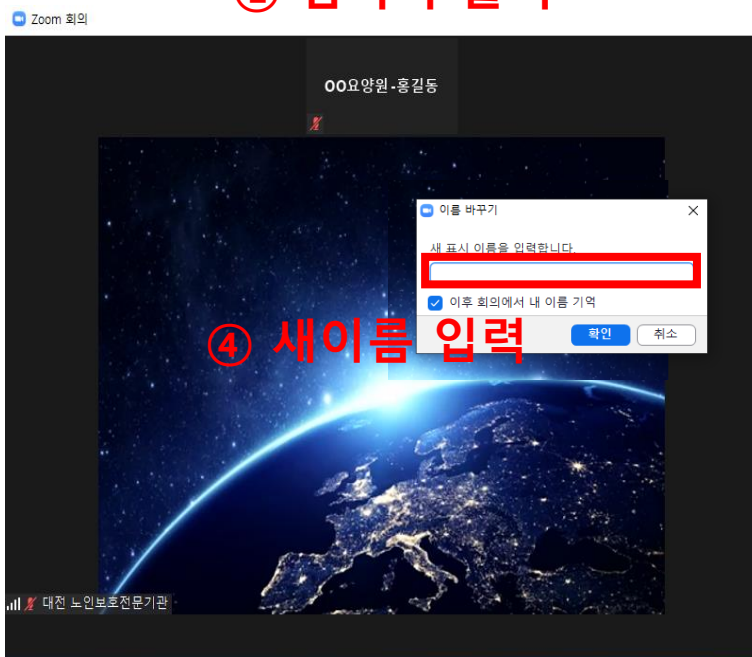 Zoom 회의
OO요양원-홍길동
이름 바꾸기
새 표시 이름을 입력합니다.
이후 회의에서 내 이름 기억
④ 새이름 입력
확인 취소
대전 노인보호전문기관